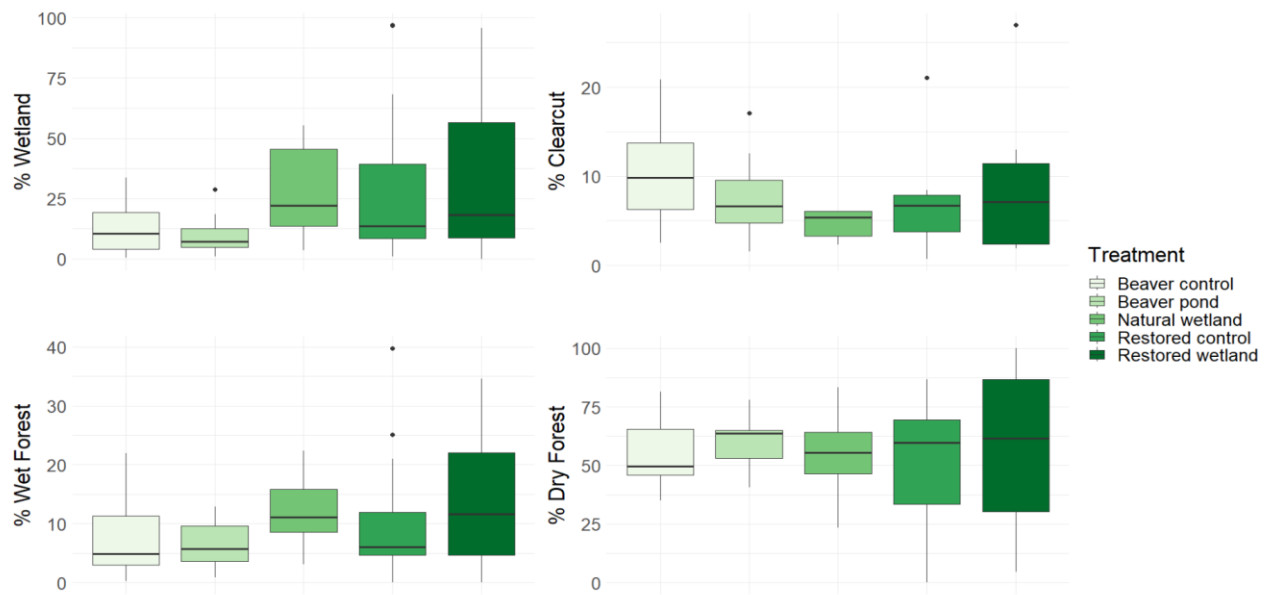 % Wetland
100
75
50
25
0
% Clearcut
20
10
0
% Wet Forest
40
30
20
10
0
% Dry Forest
100
75
50
25
0
Treatment
Beaver control
Beaver pond
Natural wetland
Restored control
Restored wetland